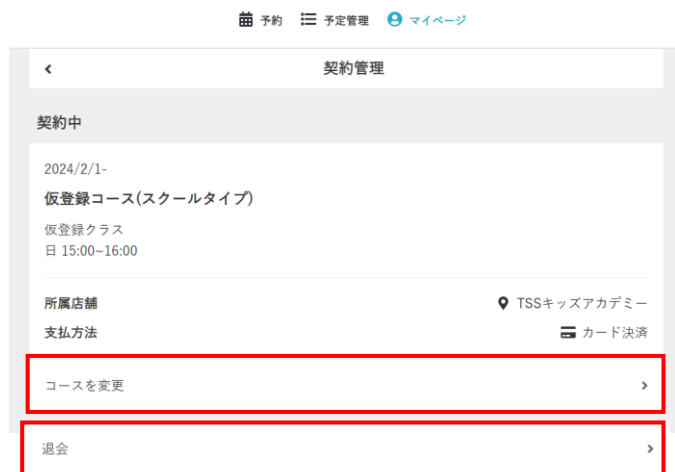 予約 予定管理 マイページ
契約管理
契約中
2024/2/1-
仮登録コース(スクールタイプ)
仮登録クラス
日 15:00~16:00
所属店舗 TSSキッズアカデミー
支払方法 カード決済
コースを変更
退会